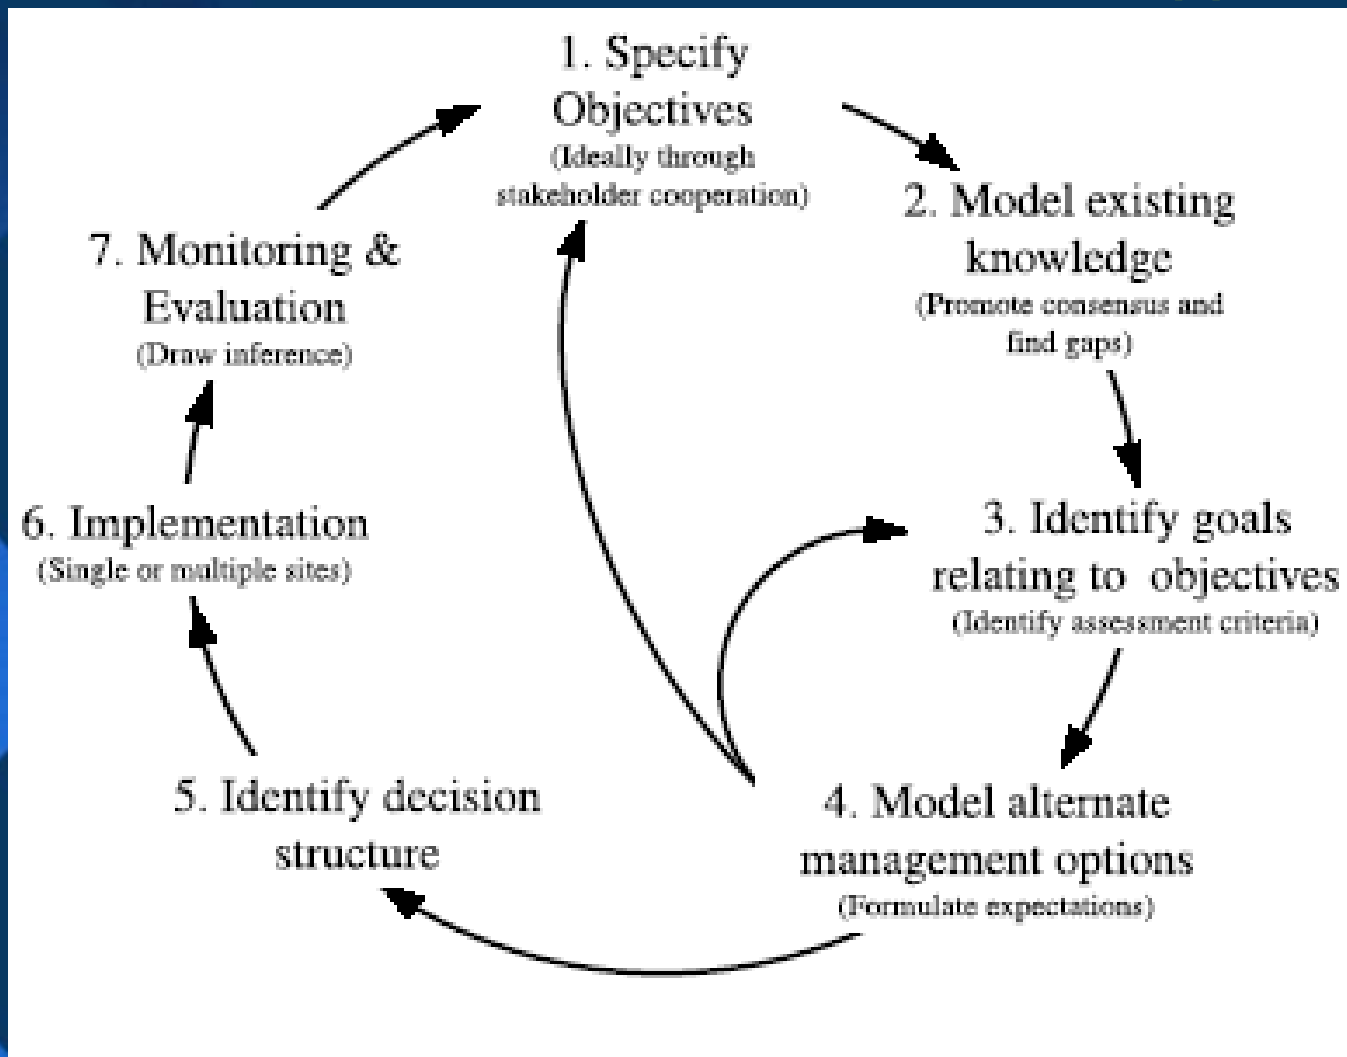 1. Specify
Objectives
(Ideally through
stakeholder cooperation)
2. Model existing
knowledge
(Promote consensus and
find gaps)
3. Identify goals
relating to objectives
(Identify assessment criteria)
4. Model alternate
management options
(Formulate expectations)
5. Identify decision
structure
6. Implementation
(Single or multiple sites)
7. Monitoring &
Evaluation
(Draw inference)